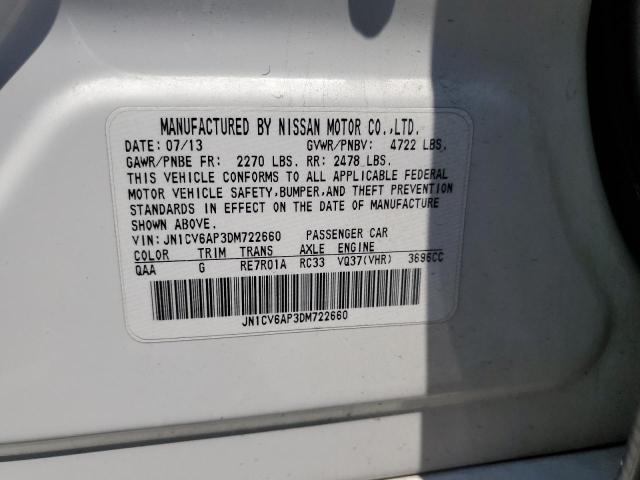 MANUFACTURED BY NISSAN MOTOR CO.,LTD.
DATE: 07/13 GVWR/PNBV: 4722 LBS,
GAWR/PNBE FR: 2270 LBS. RR: 2478 LBS.
THIS VEHICLE CONFORMS TO ALL APPLICABLE FEDERAL
MOTOR VEHICLE SAFETY,BUMPER,AND THEFT PREVENTION
STANDARDS IN EFFECT ON THE DATE OF MANUFACTURE
SHOWN ABOVE.
VIN: JN1CV6AP3DM722660 PASSENGER CAR
COLOR TRIM TRANS AXLE ENGINE
QAA G RE7R01A RC33 VQ37(VHR) 3696CC
JN1CV6AP3DM722660